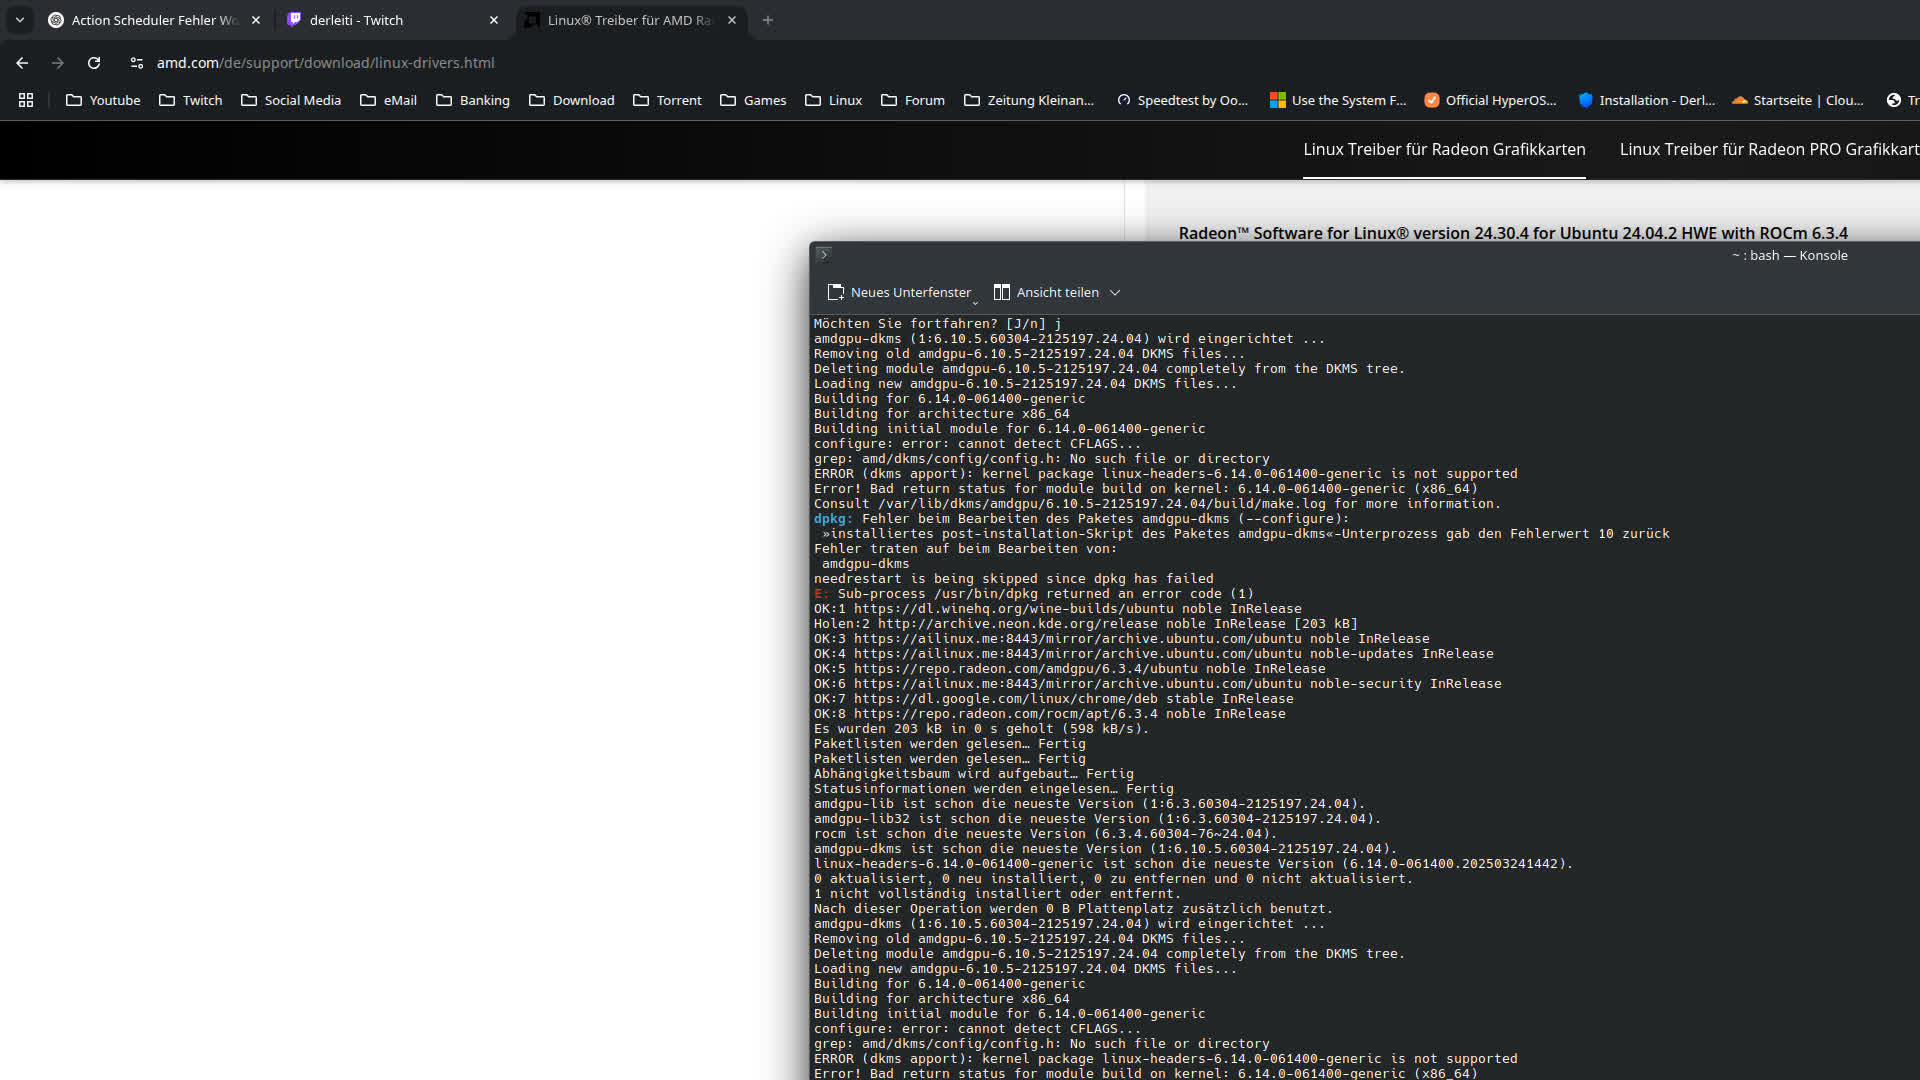 Action Scheduler Fehler Wo
derleiti - Twitch
Linux® Treiber für AMD Ra
amd.com/de/support/download/linux-drivers.html
Youtube
Twitch
Social Media
eMail
Banking
Download
Torrent
Games
Linux
Forum
Zeitung Kleinan...
Speedtest by Oo...
Use the System F...
Official HyperOS...
Installation - Derl...
Startseite | Clou...
Tr
Linux Treiber für Radeon Grafikkarten
Linux Treiber für Radeon PRO Grafikkart
Radeon™ Software for Linux® version 24.30.4 for Ubuntu 24.04.2 HWE with ROCm 6.3.4
~ : bash — Konsole
Neues Unterfenster
Ansicht teilen
Möchten Sie fortfahren? [J/n] j
amdgpu-dkms (1:6.10.5.60304-2125197.24.04) wird eingerichtet ...
Removing old amdgpu-6.10.5-2125197.24.04 DKMS files...
Deleting module amdgpu-6.10.5-2125197.24.04 completely from the DKMS tree.
Loading new amdgpu-6.10.5-2125197.24.04 DKMS files...
Building for 6.14.0-061400-generic
Building for architecture x86_64
Building initial module for 6.14.0-061400-generic
configure: error: cannot detect CFLAGS...
grep: amd/dkms/config/config.h: No such file or directory
ERROR (dkms apport): kernel package linux-headers-6.14.0-061400-generic is not supported
Error! Bad return status for module build on kernel: 6.14.0-061400-generic (x86_64)
Consult /var/lib/dkms/amdgpu/6.10.5-2125197.24.04/build/make.log for more information.
dpkg: Fehler beim Bearbeiten des Paketes amdgpu-dkms (--configure):
»installiertes post-installation-Skript des Paketes amdgpu-dkms«-Unterprozess gab den Fehlerwert 10 zurück
Fehler traten auf beim Bearbeiten von:
amdgpu-dkms
needrestart is being skipped since dpkg has failed
E: Sub-process /usr/bin/dpkg returned an error code (1)
OK:1 https://dl.winehq.org/wine-builds/ubuntu noble InRelease
Holen:2 http://archive.neon.kde.org/release noble InRelease [203 kB]
OK:3 https://ailinux.me:8443/mirror/archive.ubuntu.com/ubuntu noble InRelease
OK:4 https://ailinux.me:8443/mirror/archive.ubuntu.com/ubuntu noble-updates InRelease
OK:5 https://repo.radeon.com/amdgpu/6.3.4/ubuntu noble InRelease
OK:6 https://ailinux.me:8443/mirror/archive.ubuntu.com/ubuntu noble-security InRelease
OK:7 https://dl.google.com/linux/chrome/deb stable InRelease
OK:8 https://repo.radeon.com/rocm/apt/6.3.4 noble InRelease
Es wurden 203 kB in 0 s geholt (598 kB/s).
Paketlisten werden gelesen… Fertig
Paketlisten werden gelesen… Fertig
Abhängigkeitsbaum wird aufgebaut… Fertig
Statusinformationen werden eingelesen… Fertig
amdgpu-lib ist schon die neueste Version (1:6.3.60304-2125197.24.04).
amdgpu-lib32 ist schon die neueste Version (1:6.3.60304-2125197.24.04).
rocm ist schon die neueste Version (6.3.4.60304-76~24.04).
amdgpu-dkms ist schon die neueste Version (1:6.10.5.60304-2125197.24.04).
linux-headers-6.14.0-061400-generic ist schon die neueste Version (6.14.0-061400.202503241442).
0 aktualisiert, 0 neu installiert, 0 zu entfernen und 0 nicht aktualisiert.
1 nicht vollständig installiert oder entfernt.
Nach dieser Operation werden 0 B Plattenplatz zusätzlich benutzt.
amdgpu-dkms (1:6.10.5.60304-2125197.24.04) wird eingerichtet ...
Removing old amdgpu-6.10.5-2125197.24.04 DKMS files...
Deleting module amdgpu-6.10.5-2125197.24.04 completely from the DKMS tree.
Loading new amdgpu-6.10.5-2125197.24.04 DKMS files...
Building for 6.14.0-061400-generic
Building for architecture x86_64
Building initial module for 6.14.0-061400-generic
configure: error: cannot detect CFLAGS...
grep: amd/dkms/config/config.h: No such file or directory
ERROR (dkms apport): kernel package linux-headers-6.14.0-061400-generic is not supported
Error! Bad return status for module build on kernel: 6.14.0-061400-generic (x86_64)